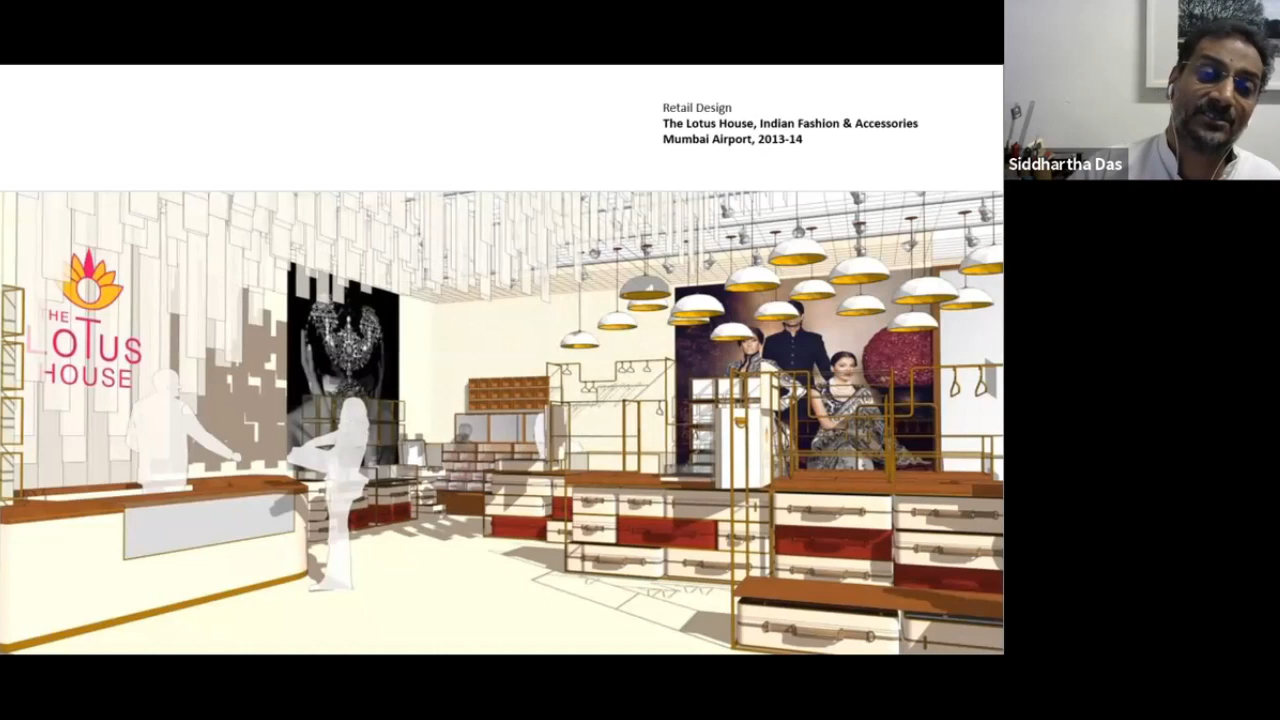 Retail Design
The Lotus House, Indian Fashion & Accessories
Mumbai Airport, 2013-14
Siddhartha Das
THE
LOTUS
HOUSE